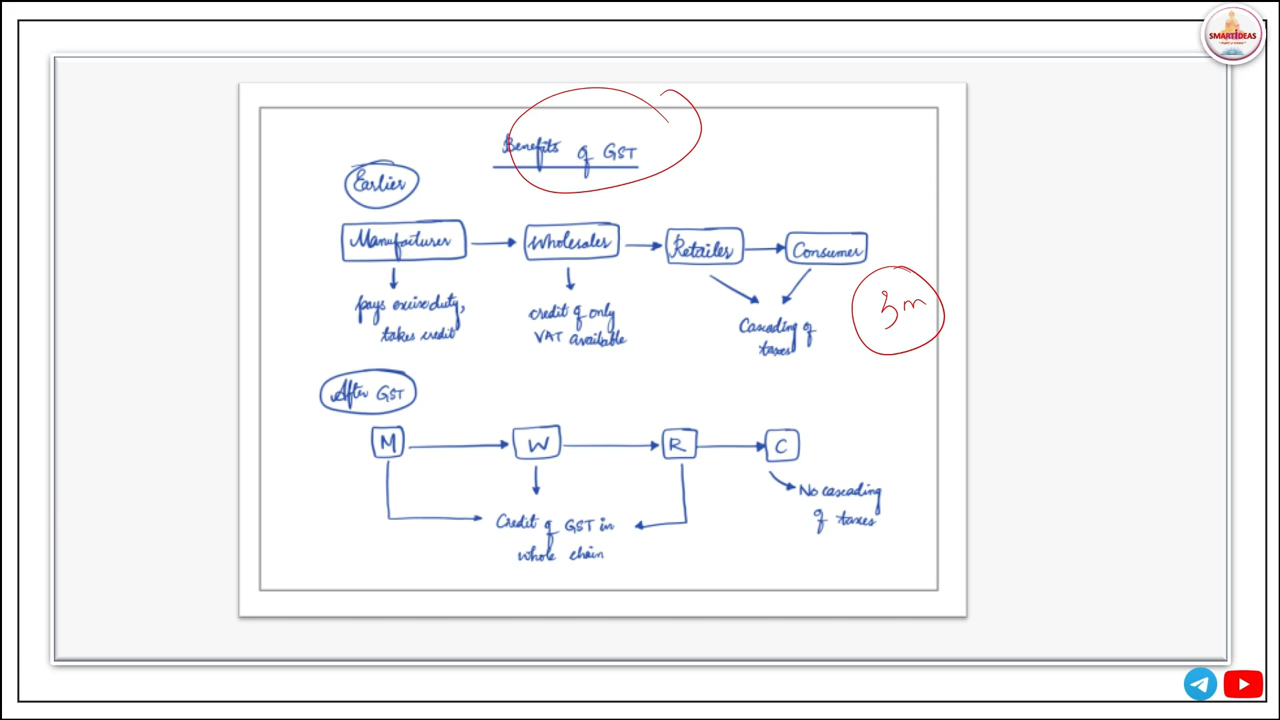 SMARTIDEAS
Benefits of GST
Earlier
Manufacturer
Wholesaler
Retailer
Consumer
pays excise duty,
takes credit
credit of only
VAT available
Cascading of
taxes
3m
After GST
M
W
R
C
Credit of GST in
whole chain
No cascading
of taxes